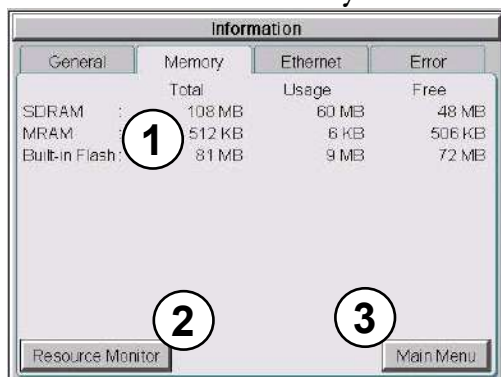 Information
General Memory Ethernet Error
Total Usage Free
SDRAM : 108 MB 60 MB 48 MB
MRAM 512 KB 6 KB 506 KB
Built-in Flash : 81 MB 9 MB 72 MB
1
2 3
Resource Monitor Main Menu